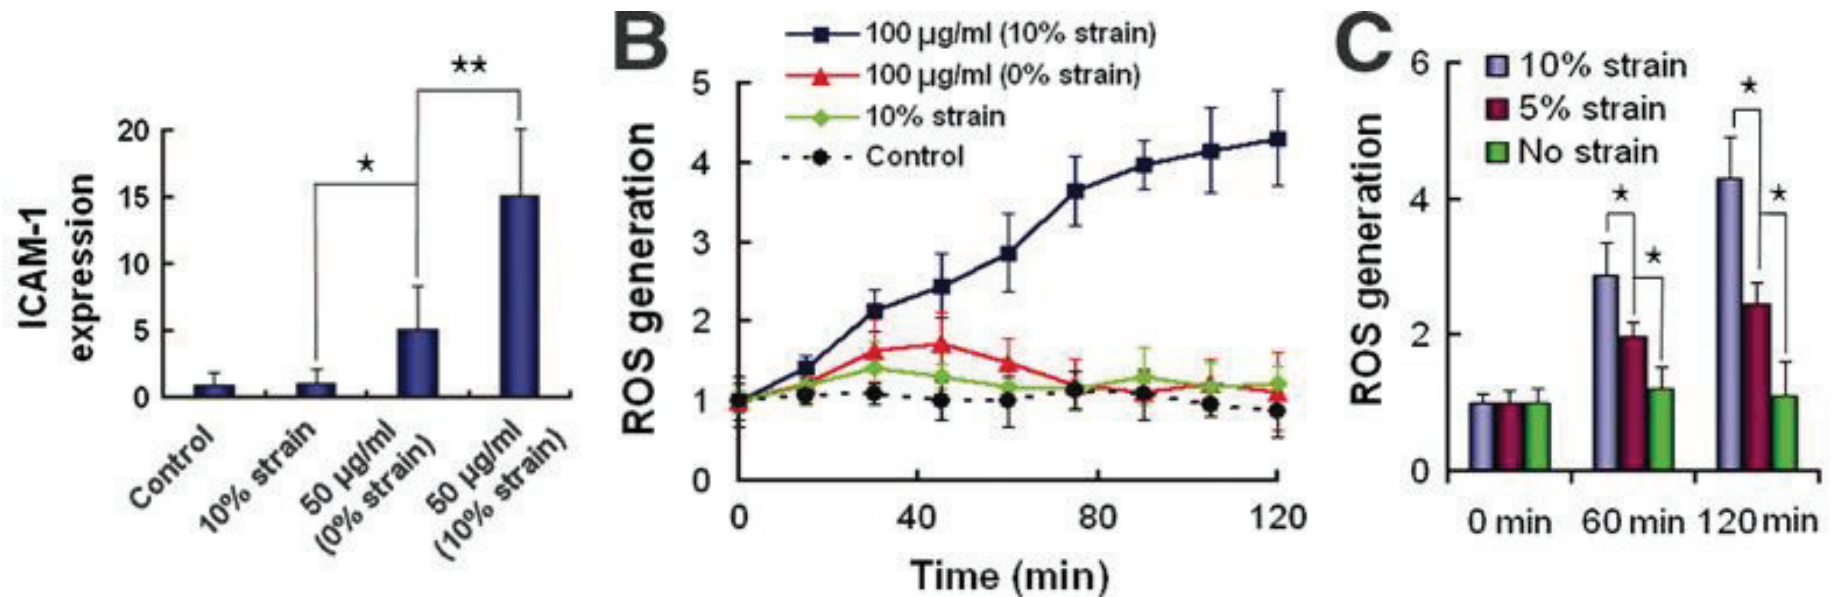 ICAM-1
expression
20
15
10
5
0
*
**
Control
10% strain
50 µg/ml
(0% strain)
50 µg/ml
(10% strain)
B
100 µg/ml (10% strain)
100 µg/ml (0% strain)
10% strain
Control
ROS generation
5
4
3
2
1
0
0
40
80
120
Time (min)
C
10% strain
5% strain
No strain
ROS generation
6
4
2
0
*
*
*
*
0 min
60 min
120 min